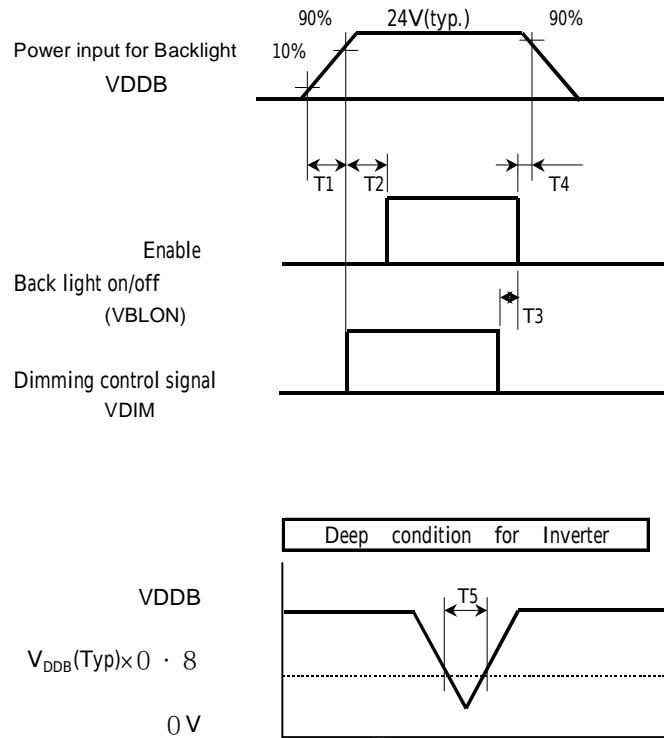 90% 24V(typ.) 90%
Power input for Backlight
10%
VDDB
T1 T2 T4
Enable
Back light on/off
(VBLON)
T3
Dimming control signal
VDIM
Deep condition for Inverter
VDDB
T5
VDDB(Typ)×0・8
0V